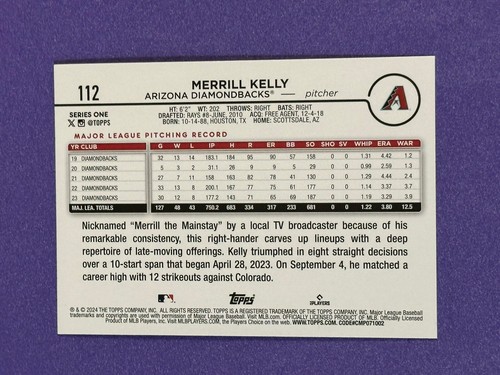 112
MERRILL KELLY
ARIZONA DIAMONDBACKS® — pitcher
HT: 6'2" WT: 202 THROWS: RIGHT BATS: RIGHT
DRAFTED: RAYS #8-JUNE, 2010 ACQ: FREE AGENT, 12-4-18
BORN: 10-14-88, HOUSTON, TX HOME: SCOTTSDALE, AZ
SERIES ONE
@TOPPS
MAJOR LEAGUE PITCHING RECORD
YR CLUB G W L IP H R ER BB SO SHO SV WHIP ERA WAR
19 DIAMONDBACKS 32 13 14 183.1 184 95 90 57 158 0 0 1.31 4.42 1.2
20 DIAMONDBACKS 5 3 2 31.1 26 9 9 5 29 0 0 0.99 2.59 1.3
21 DIAMONDBACKS 27 7 11 158 163 82 78 41 130 0 0 1.29 4.44 2.4
22 DIAMONDBACKS 33 13 8 200.1 167 77 75 61 177 0 0 1.14 3.37 3.7
23 DIAMONDBACKS 30 12 8 177.2 143 71 65 69 187 0 0 1.19 3.29 3.9
MAJ. LEA. TOTALS 127 48 43 750.2 683 334 317 233 681 0 0 1.22 3.80 12.5
Nicknamed "Merrill the Mainstay" by a local TV broadcaster because of his
remarkable consistency, this right-hander carves up lineups with a deep
repertoire of late-moving offerings. Kelly triumphed in eight straight decisions
over a 10-start span that began April 28, 2023. On September 4, he matched a
career high with 12 strikeouts against Colorado.
Topps
PLAYERS
® & © 2024 THE TOPPS COMPANY, INC. ALL RIGHTS RESERVED. TOPPS IS A REGISTERED TRADEMARK OF THE TOPPS COMPANY, INC. Major League Baseball
trademarks and copyrights are used with permission of Major League Baseball. Visit MLB.com. Officially Licensed
Product of MLB Players, Inc. Visit MLBPLAYERS.com, the Players Choice on the web. WWW.TOPPS.COM. CODE#CMP071002